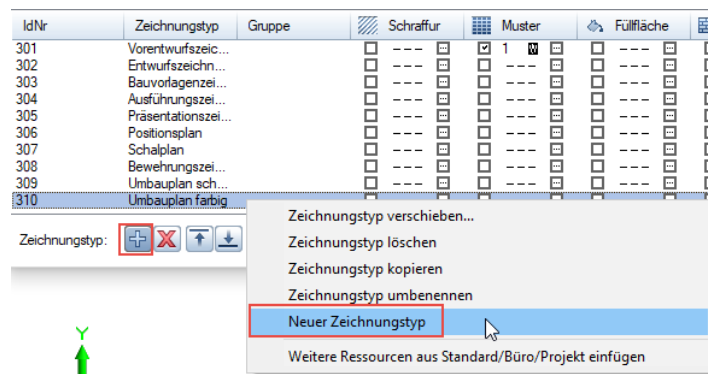 IdNr Zeichnungstyp Gruppe Schraffur Muster Füllfläche
301 Vorentwurfszeic... --- 1 ---
302 Entwurfszeichn... --- --- ---
303 Bauvorlagenzei... --- --- ---
304 Ausführungszei... --- --- ---
305 Präsentationszei... --- --- ---
306 Positionsplan --- --- ---
307 Schalplan --- --- ---
308 Bewehrungszei... --- --- ---
309 Umbauplan sch... --- --- ---
310 Umbauplan farbig
Zeichnungstyp:
Zeichnungstyp verschieben...
Zeichnungstyp löschen
Zeichnungstyp kopieren
Zeichnungstyp umbenennen
Neuer Zeichnungstyp
Weitere Ressourcen aus Standard/Büro/Projekt einfügen
Y